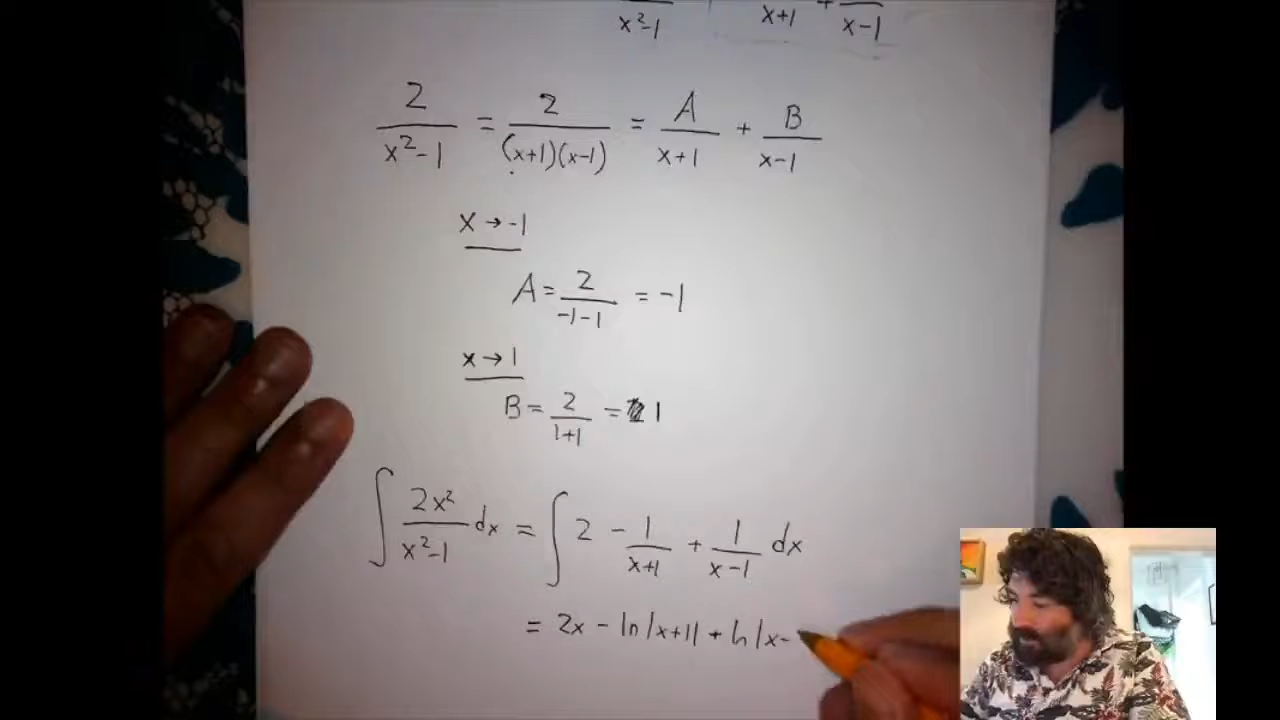 x²-1 x+1 + x-1
2/(x²-1) = 2/((x+1)(x-1)) = A/(x+1) + B/(x-1)
x → -1
A = 2/(-1-1) = -1
x → 1
B = 2/(1+1) = 1
∫ 2x²/(x²-1) dx = ∫ 2 - 1/(x+1) + 1/(x-1) dx
= 2x - ln|x+1| + ln|x-